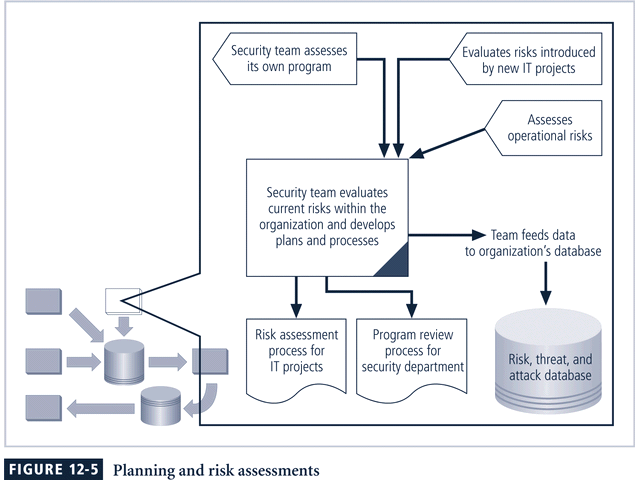 Security team assesses
its own program
Evaluates risks introduced
by new IT projects
Assesses
operational risks
Security team evaluates
current risks within the
organization and develops
plans and processes
Team feeds data
to organization's database
Risk assessment
process for
IT projects
Program review
process for
security department
Risk, threat, and
attack database
FIGURE 12-5 Planning and risk assessments